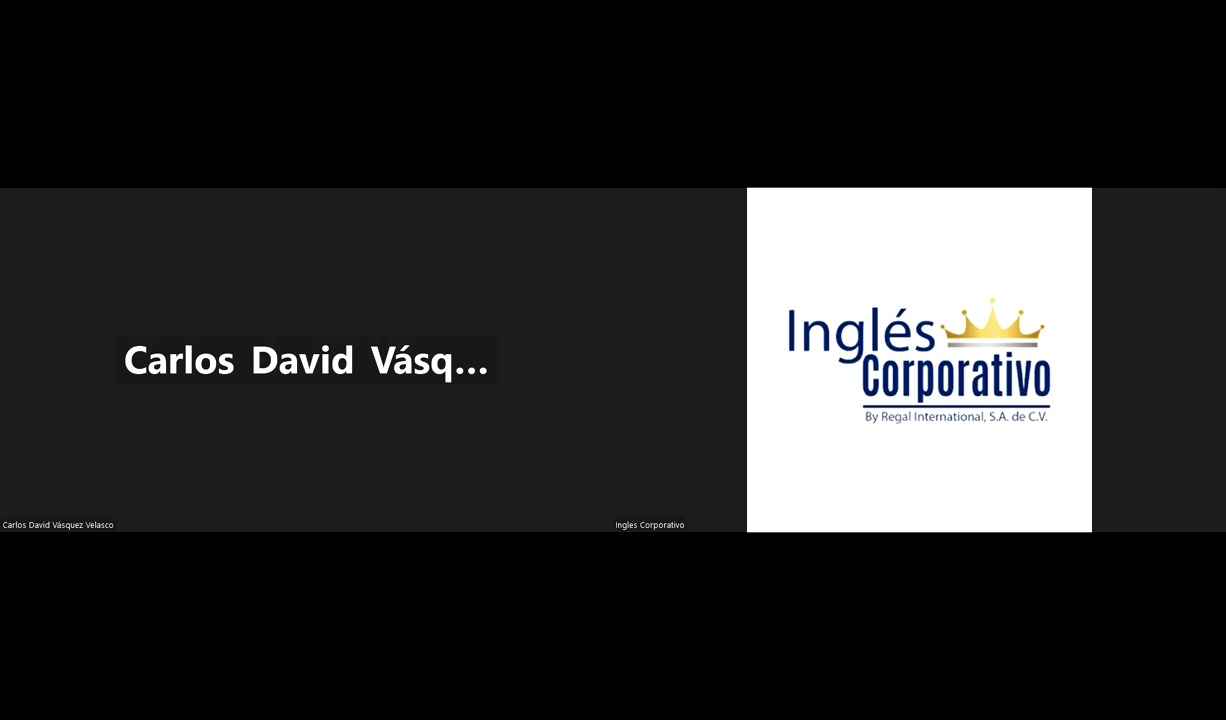 Carlos David Vásq...
Inglés
Corporativo
By Regal International, S.A. de C.V.
Carlos David Vásquez Velasco
Ingles Corporativo